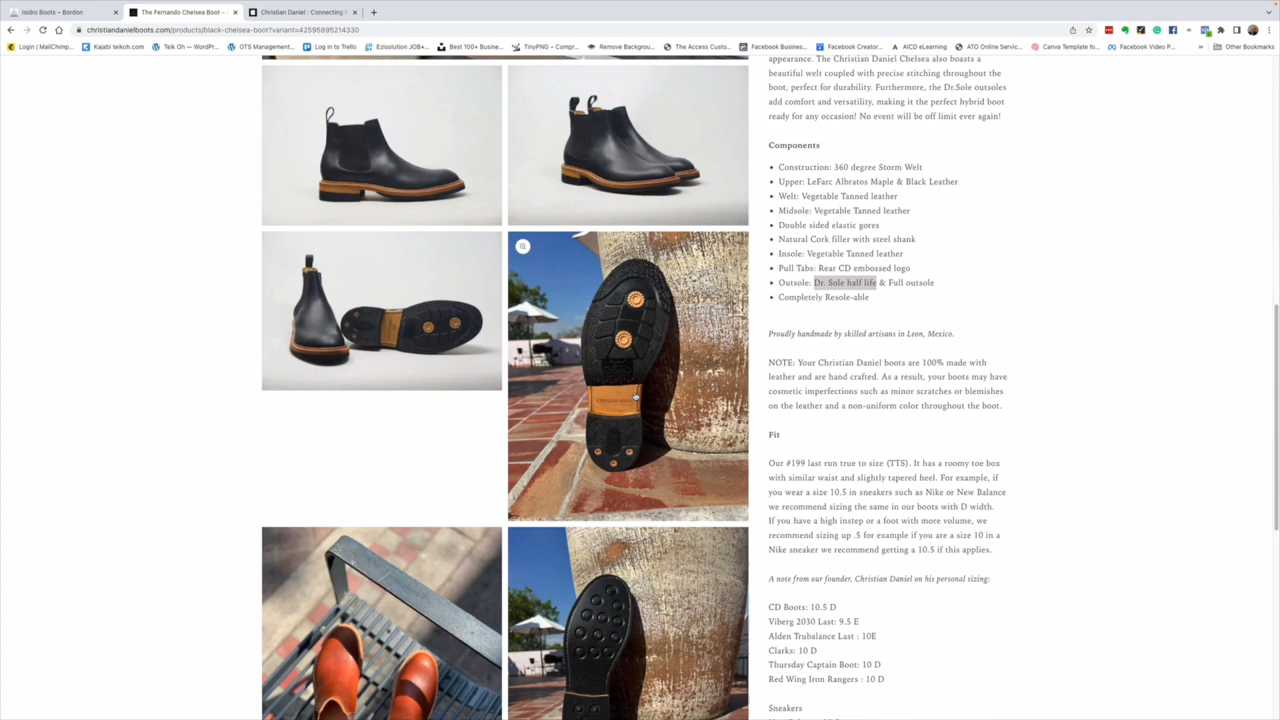 Isidro Boots – Bordon
The Fernando Chelsea Boot -
Christian Daniel : Connecting
christiandanielboots.com/products/black-chelsea-boot?variant=42595895214330
Login | MailChimp...
Kajabi teikoh.com
Teik Oh — WordPr...
OTS Management...
Log in to Trello
Ezisolution JOB+...
Best 100+ Busine...
TinyPNG – Compr...
Remove Backgrou...
The Access Custo...
Facebook Business...
Facebook Creator...
AICD eLearning
ATO Online Servic...
Canva Template fo...
Facebook Video P...
Other Bookmarks
appearance. The Christian Daniel Chelsea also boasts a
beautiful welt coupled with precise stitching throughout the
boot, perfect for durability. Furthermore, the Dr.Sole outsoles
add comfort and versatility, making it the perfect hybrid boot
ready for any occasion! No event will be off limit ever again!
Components
• Construction: 360 degree Storm Welt
• Upper: LeFarc Albratos Maple & Black Leather
• Welt: Vegetable Tanned leather
• Midsole: Vegetable Tanned leather
• Double sided elastic gores
• Natural Cork filler with steel shank
• Insole: Vegetable Tanned leather
• Pull Tabs: Rear CD embossed logo
• Outsole: Dr. Sole half life & Full outsole
• Completely Resole-able
Proudly handmade by skilled artisans in Leon, Mexico.
NOTE: Your Christian Daniel boots are 100% made with
leather and are hand crafted. As a result, your boots may have
cosmetic imperfections such as minor scratches or blemishes
on the leather and a non-uniform color throughout the boot.
Fit
Our #199 last run true to size (TTS). It has a roomy toe box
with similar waist and slightly tapered heel. For example, if
you wear a size 10.5 in sneakers such as Nike or New Balance
we recommend sizing the same in our boots with D width.
If you have a high instep or a foot with more volume, we
recommend sizing up .5 for example if you are a size 10 in a
Nike sneaker we recommend getting a 10.5 if this applies.
A note from our founder, Christian Daniel on his personal sizing:
CD Boots: 10.5 D
Viberg 2030 Last: 9.5 E
Alden Trubalance Last : 10E
Clarks: 10 D
Thursday Captain Boot: 10 D
Red Wing Iron Rangers : 10 D
Sneakers